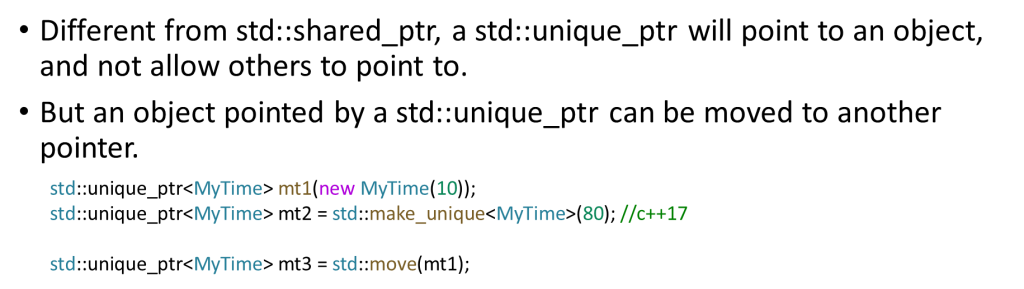 • Different from std::shared_ptr, a std::unique_ptr will point to an object,
and not allow others to point to.
• But an object pointed by a std::unique_ptr can be moved to another
pointer.
std::unique_ptr<MyTime> mt1(new MyTime(10));
std::unique_ptr<MyTime> mt2 = std::make_unique<MyTime>(80); //c++17
std::unique_ptr<MyTime> mt3 = std::move(mt1);